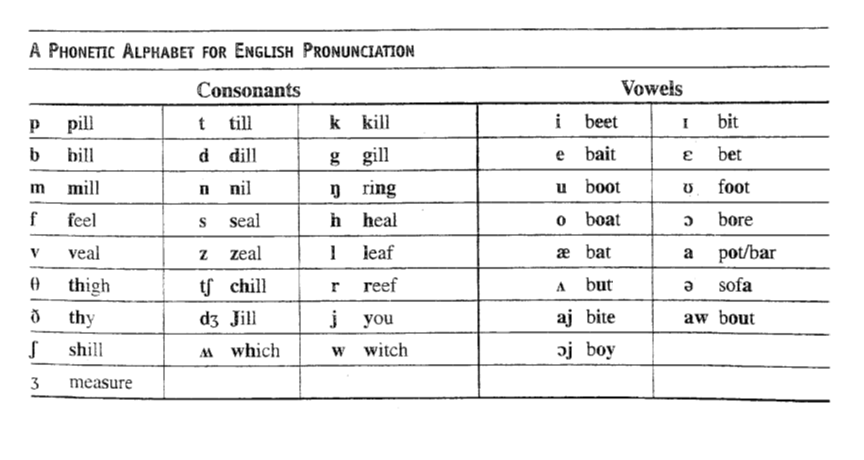 A PHONETIC ALPHABET FOR ENGLISH PRONUNCIATION
Consonants Vowels
p pill t till k kill i beet ɪ bit
b bill d dill g gill e bait ɛ bet
m mill n nil ŋ ring u boot ʊ foot
f feel s seal h heal o boat ɔ bore
v veal z zeal l leaf æ bat a pot/bar
θ thigh tʃ chill r reef ʌ but ə sofa
ð thy dʒ Jill j you aj bite aw bout
ʃ shill ʍ which w witch ɔj boy
ʒ measure